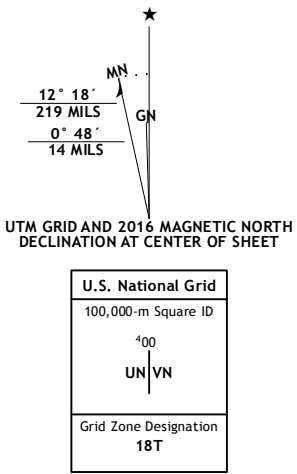 ★
MN
12° 18´
219 MILS
GN
0° 48´
14 MILS
UTM GRID AND 2016 MAGNETIC NORTH
DECLINATION AT CENTER OF SHEET
U.S. National Grid
100,000-m Square ID
⁴00
UN VN
Grid Zone Designation
18T